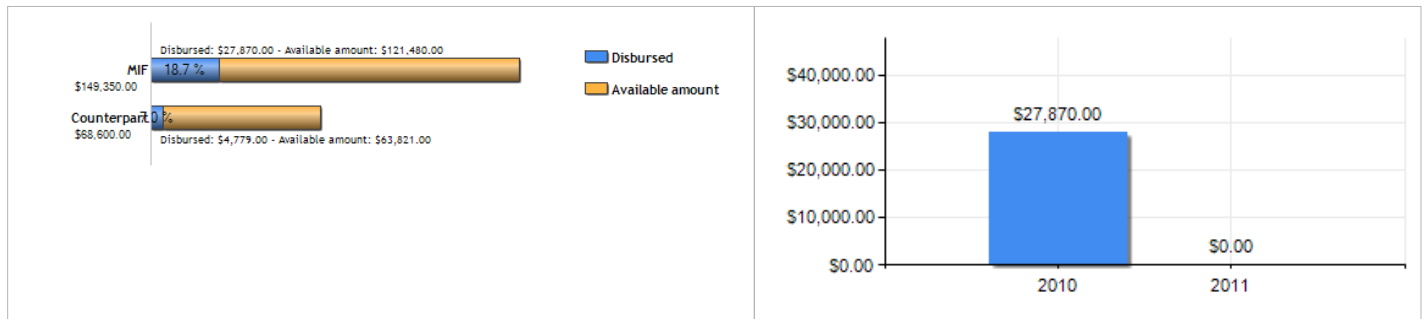 Disbursed: $27,870.00 - Available amount: $121,480.00
MIF 18.7 %
$149,350.00
Counterpart 7.0 %
$68,600.00
Disbursed: $4,779.00 - Available amount: $63,821.00
Disbursed
Available amount
$40,000.00
$30,000.00
$20,000.00
$10,000.00
$0.00
$27,870.00
$0.00
2010
2011